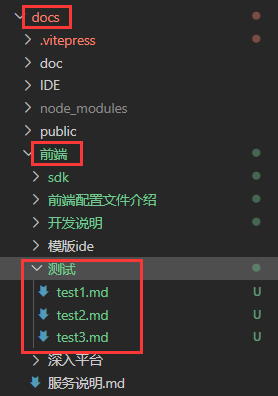 docs
.vitepress
doc
IDE
node_modules
public
前端
sdk
前端配置文件介绍
开发说明
模版ide
测试
test1.md U
test2.md U
test3.md U
深入平台
服务说明.md